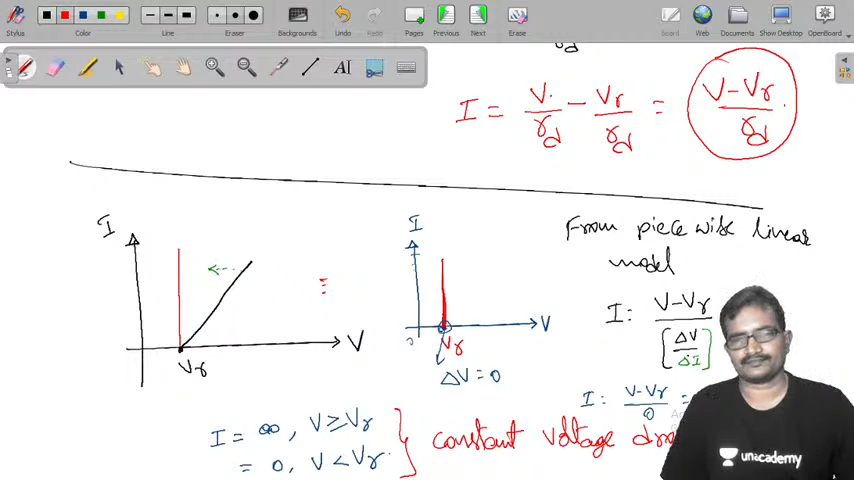 Stylus
Color
Line
Eraser
Backgrounds
Undo
Redo
Pages
Previous
Next
Erase
Board
Web
Documents
Show Desktop
OpenBoard
I = V/rd - Vr/rd = V-Vr/rd
I
V
Vr
≡
I
V
0
Vr
ΔV = 0
From piece wise linear
model
I: V-Vr/[ΔV/ΔI]
I: V-Vr/0 =
I = ∞, V ≥ Vr
= 0, V < Vr.
constant voltage
unacademy